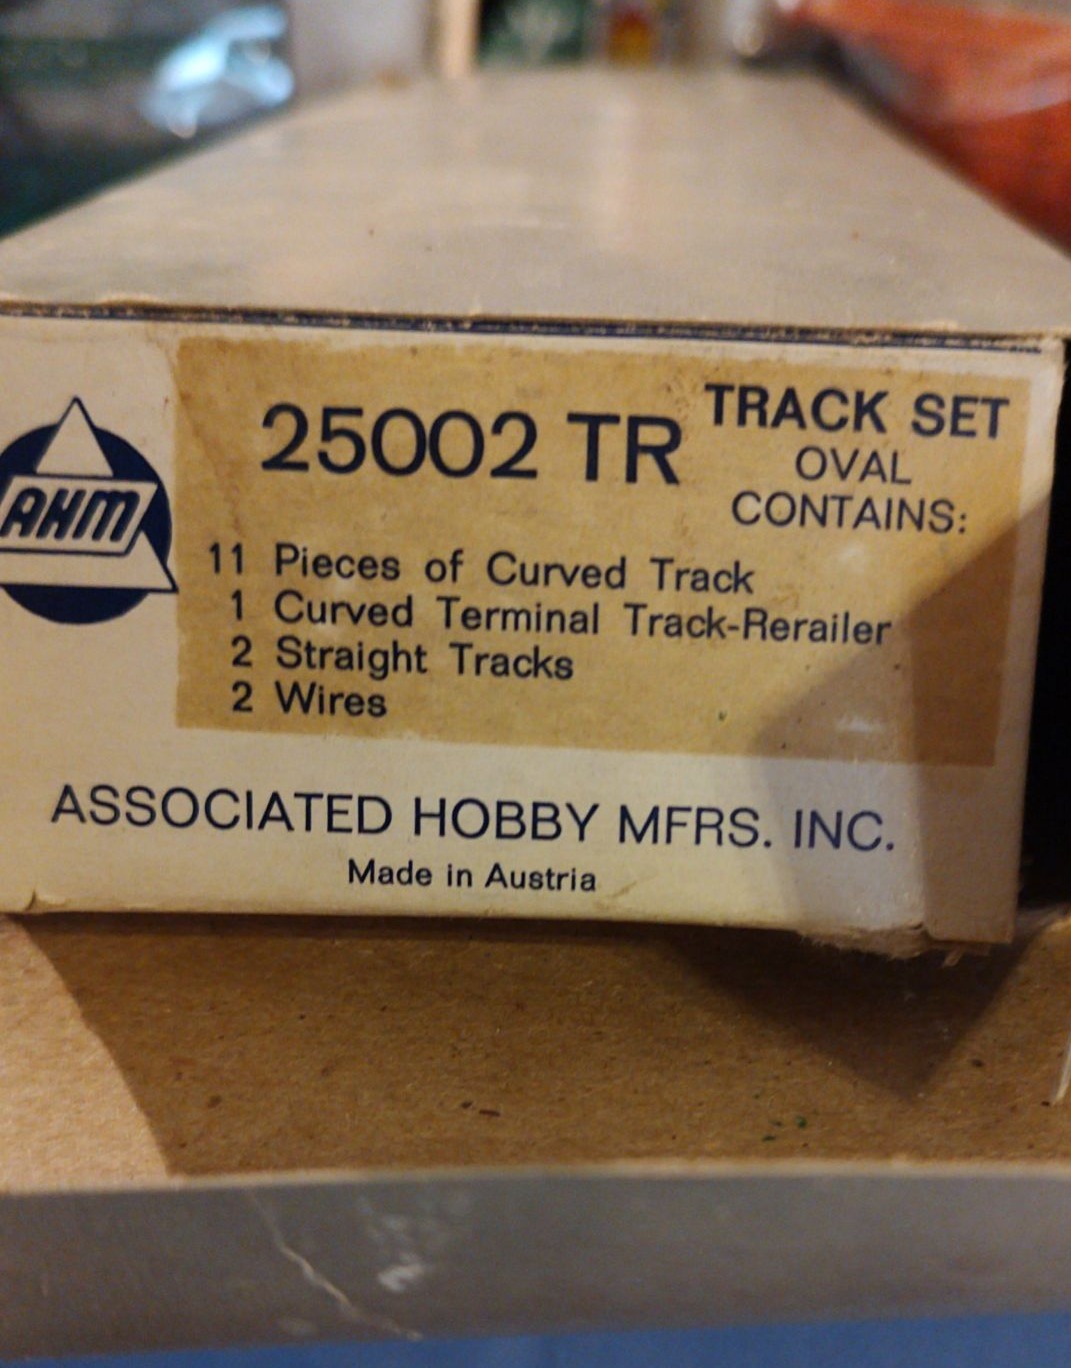 25002 TR
TRACK SET
OVAL
CONTAINS:
AHM
11 Pieces of Curved Track
1 Curved Terminal Track-Rerailer
2 Straight Tracks
2 Wires
ASSOCIATED HOBBY MFRS. INC.
Made in Austria